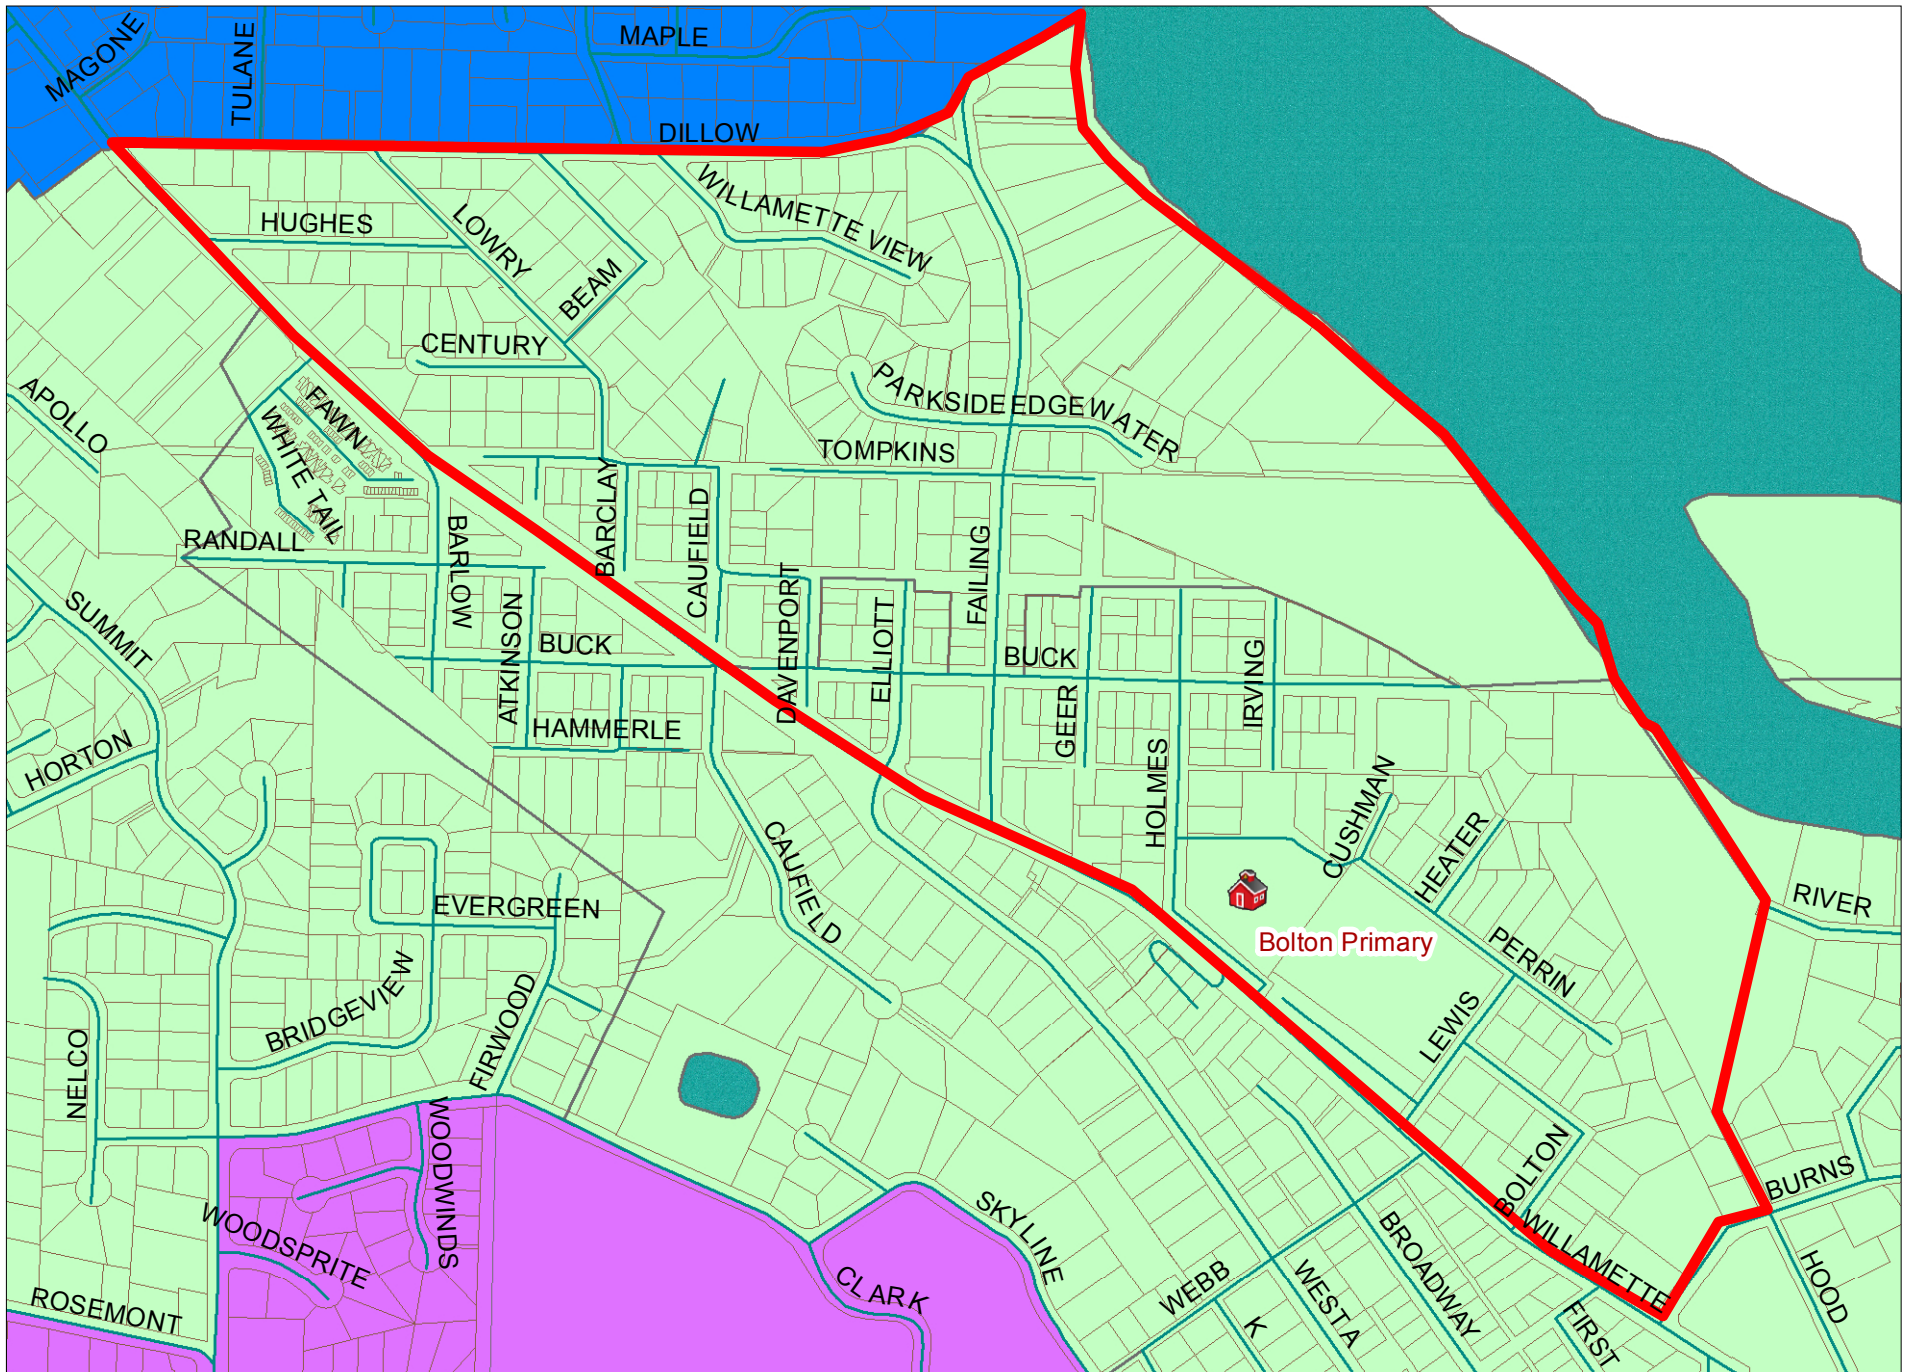 MAPLE
MAGONE
TULANE
DILLOW
WILLAMETTE VIEW
HUGHES
LOWRY
BEAM
CENTURY
PARKSIDE
EDGEWATER
APOLLO
FAWN
WHITE TAIL
TOMPKINS
BARCLAY
CAUFIELD
RANDALL
BARLOW
FAILING
DAVENPORT
ELLIOTT
ATKINSON
SUMMIT
BUCK
BUCK
IRVING
GEER
HAMMERLE
HORTON
HOLMES
CUSHMAN
HEATER
CAUFIELD
EVERGREEN
RIVER
Bolton Primary
PERRIN
BRIDGEVIEW
FIRWOOD
LEWIS
NELCO
WOODWINDS
BOLTON
BURNS
SKYLINE
WOODSPRITE
WILLAMETTE
BROADWAY
WEBB
WEST A
CLARK
HOOD
ROSEMONT
K
FIRST